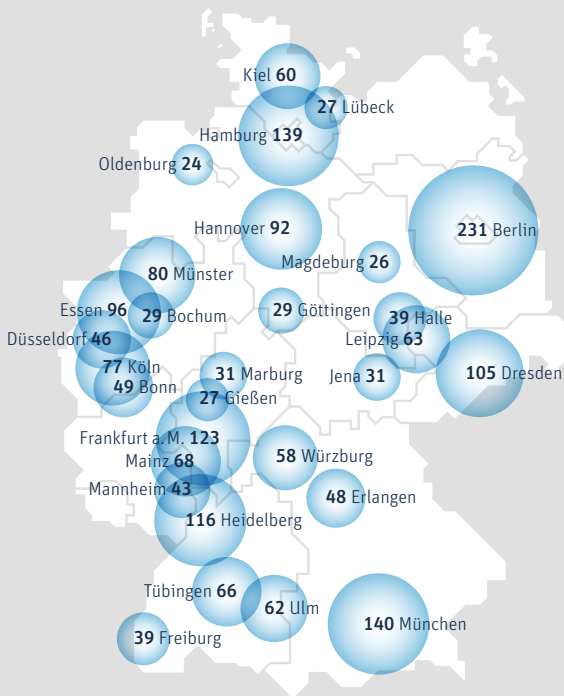 Kiel 60
27 Lübeck
Hamburg 139
Oldenburg 24
Hannover 92
231 Berlin
Magdeburg 26
80 Münster
Essen 96
29 Bochum
29 Göttingen
39 Halle
Düsseldorf 46
Leipzig 63
77 Köln
31 Marburg
Jena 31
105 Dresden
49 Bonn
27 Gießen
Frankfurt a. M. 123
Mainz 68
58 Würzburg
Mannheim 43
48 Erlangen
116 Heidelberg
Tübingen 66
62 Ulm
140 München
39 Freiburg